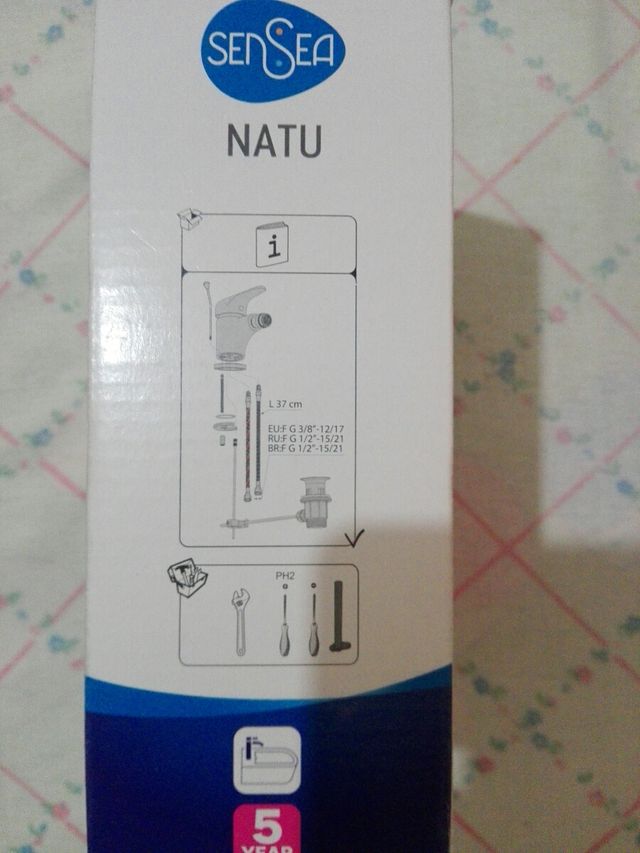 SENSEA
NATU
i
L 37 cm
EU:F G 3/8"-12/17
RU:F G 1/2"-15/21
BR:F G 1/2"-15/21
PH2
5
YEAR